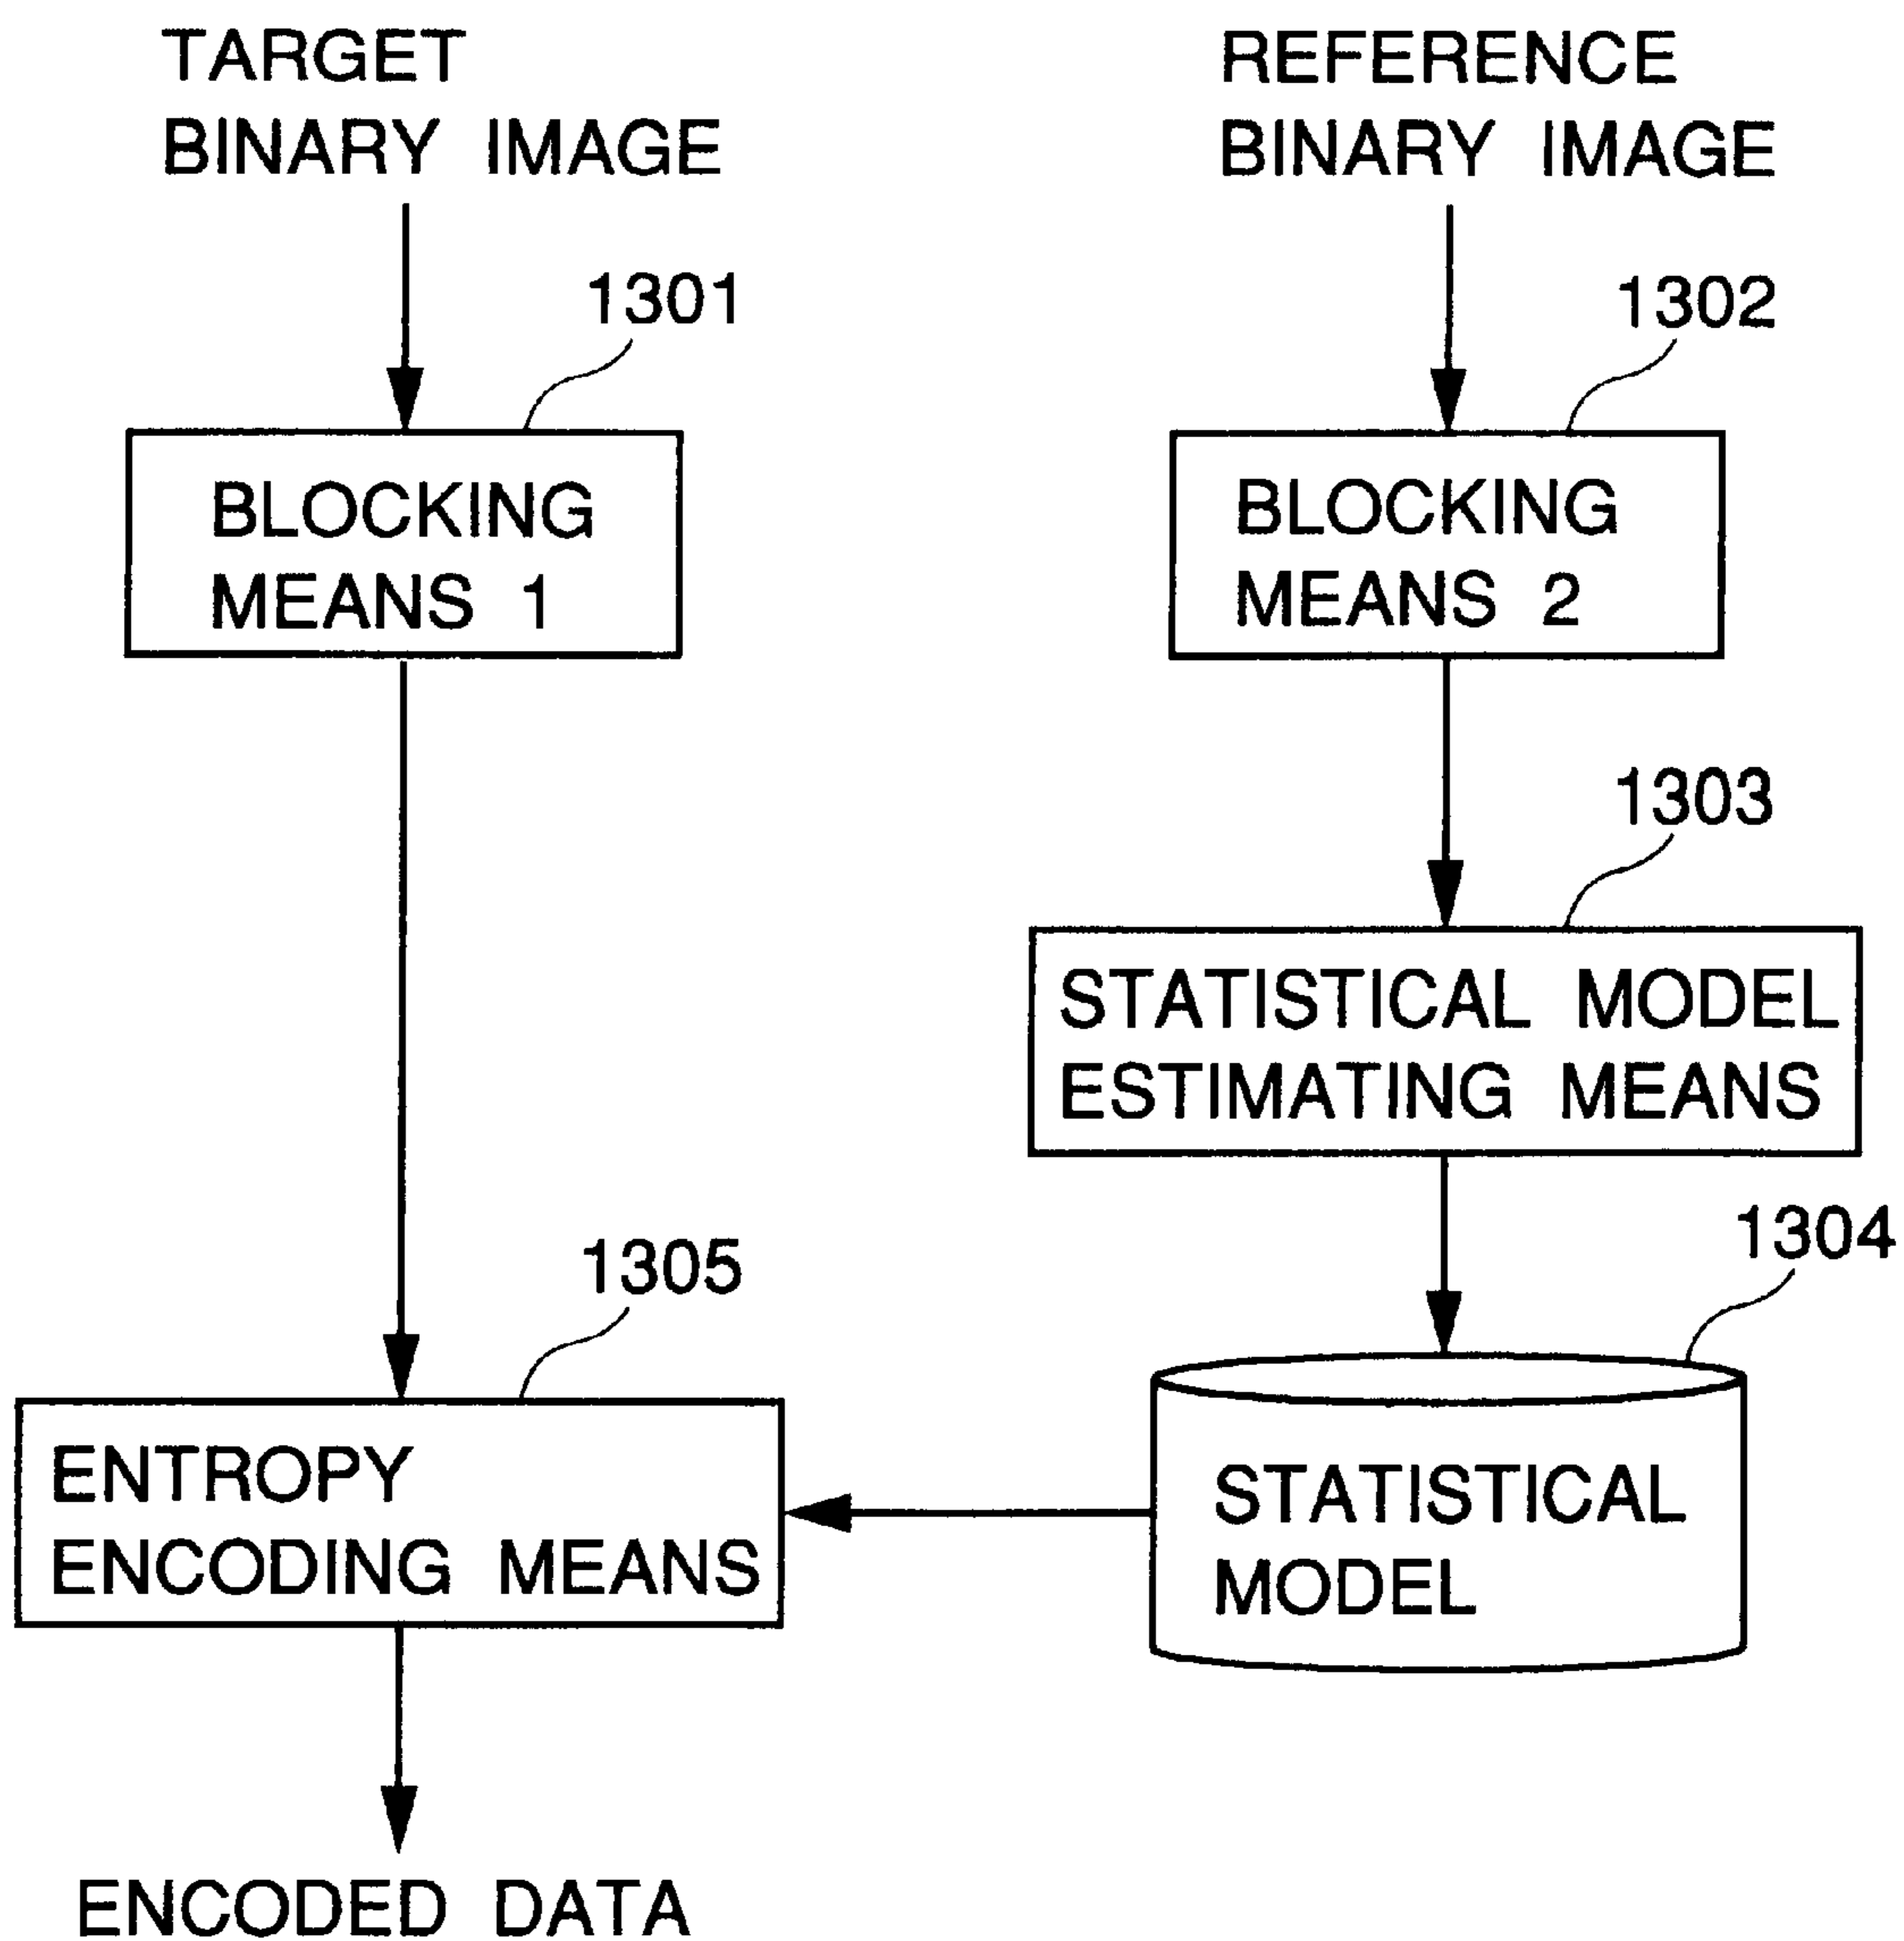 TARGET
BINARY IMAGE
REFERENCE
BINARY IMAGE
1301
1302
BLOCKING
MEANS 1
BLOCKING
MEANS 2
1303
STATISTICAL MODEL
ESTIMATING MEANS
1304
1305
ENTROPY
ENCODING MEANS
STATISTICAL
MODEL
ENCODED DATA